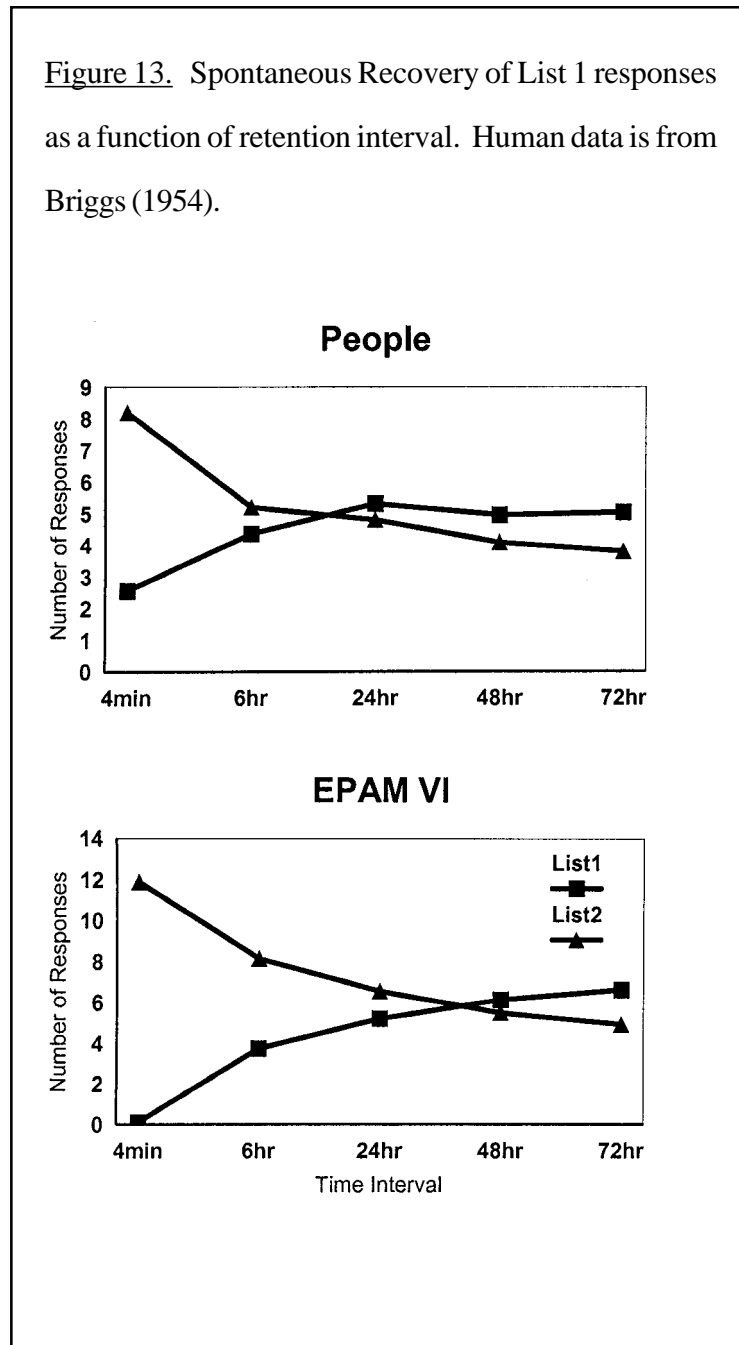 Figure 13. Spontaneous Recovery of List 1 responses
as a function of retention interval. Human data is from
Briggs (1954).
People
Number of Responses
9
8
7
6
5
4
3
2
1
0
4min 6hr 24hr 48hr 72hr
EPAM VI
Number of Responses
14
12
10
8
6
4
2
0
List1
List2
4min 6hr 24hr 48hr 72hr
Time Interval